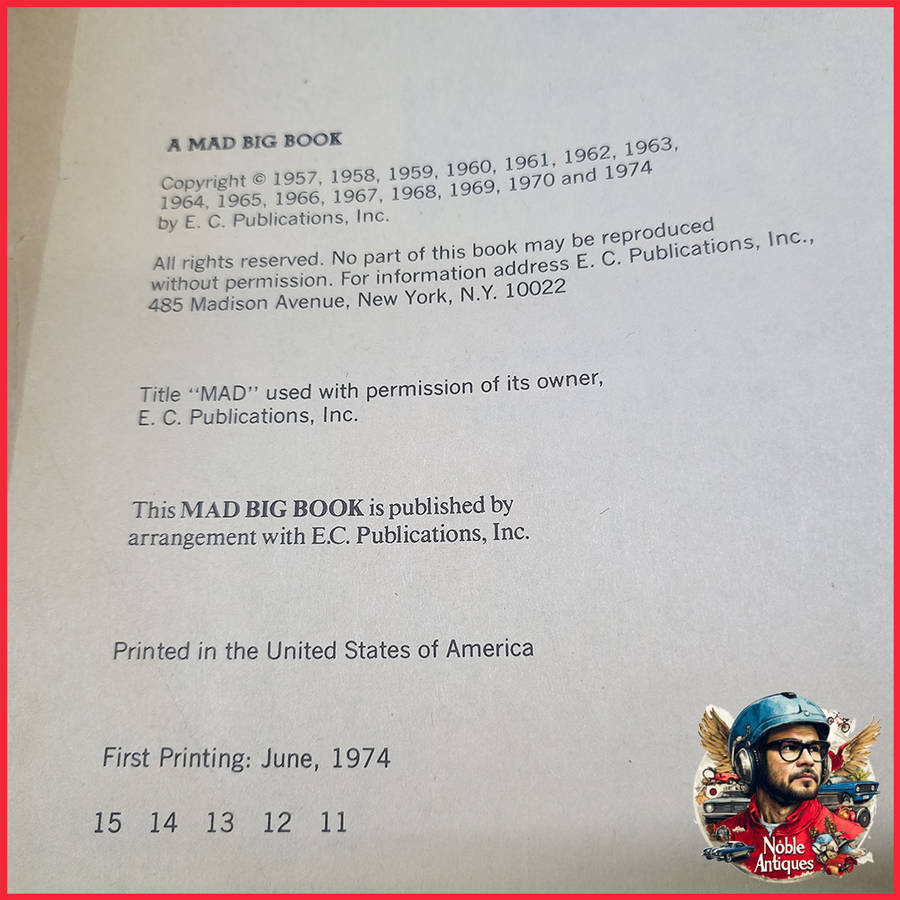 A MAD BIG BOOK
Copyright © 1957, 1958, 1959, 1960, 1961, 1962, 1963,
1964, 1965, 1966, 1967, 1968, 1969, 1970 and 1974
by E. C. Publications, Inc.
All rights reserved. No part of this book may be reproduced
without permission. For information address E. C. Publications, Inc.,
485 Madison Avenue, New York, N.Y. 10022
Title “MAD” used with permission of its owner,
E. C. Publications, Inc.
This MAD BIG BOOK is published by
arrangement with E.C. Publications, Inc.
Printed in the United States of America
First Printing: June, 1974
15 14 13 12 11
Noble
Antiques